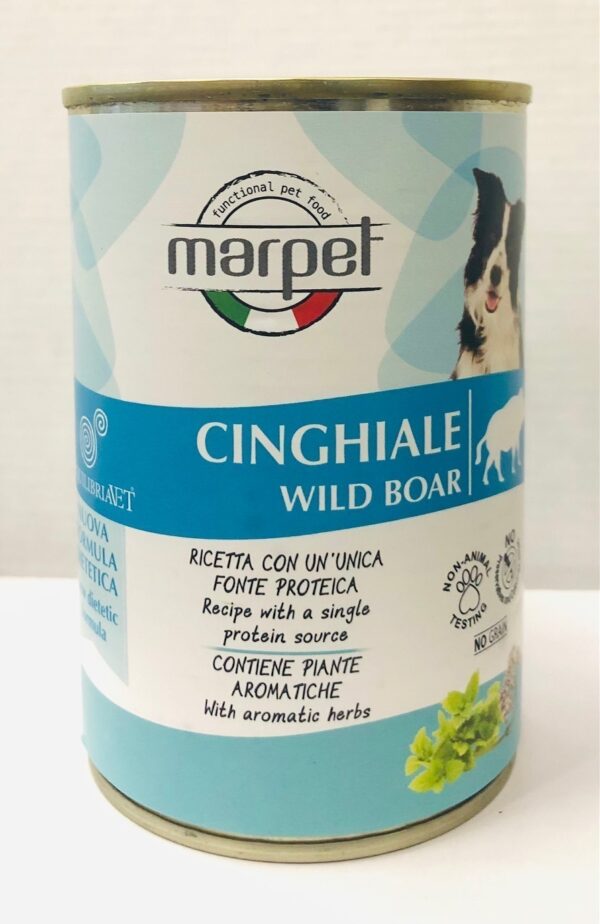 functional pet food
marpet
CINGHIALE
WILD BOAR
RICETTA CON UN'UNICA
FONTE PROTEICA
Recipe with a single
protein source
CONTIENE PIANTE
AROMATICHE
With aromatic herbs
NON-ANIMAL
TESTING
NO
NO GRAIN